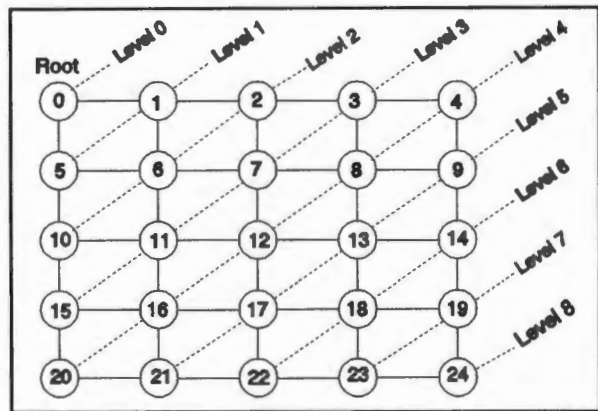 Level 0 Level 1 Level 2 Level 3 Level 4
Root
0 1 2 3 4
Level 5
5 6 7 8 9
Level 6
10 11 12 13 14
Level 7
15 16 17 18 19
Level 8
20 21 22 23 24